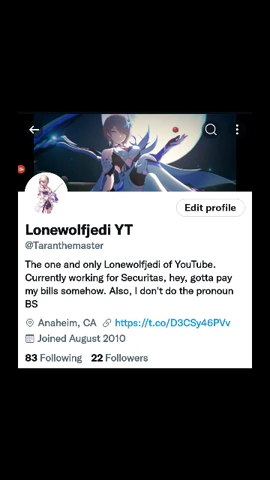 Edit profile
Lonewolfjedi YT
@Taranthemaster
The one and only Lonewolfjedi of YouTube.
Currently working for Securitas, hey, gotta pay
my bills somehow. Also, I don't do the pronoun
BS
Anaheim, CA https://t.co/D3CSy46PVv
Joined August 2010
83 Following 22 Followers